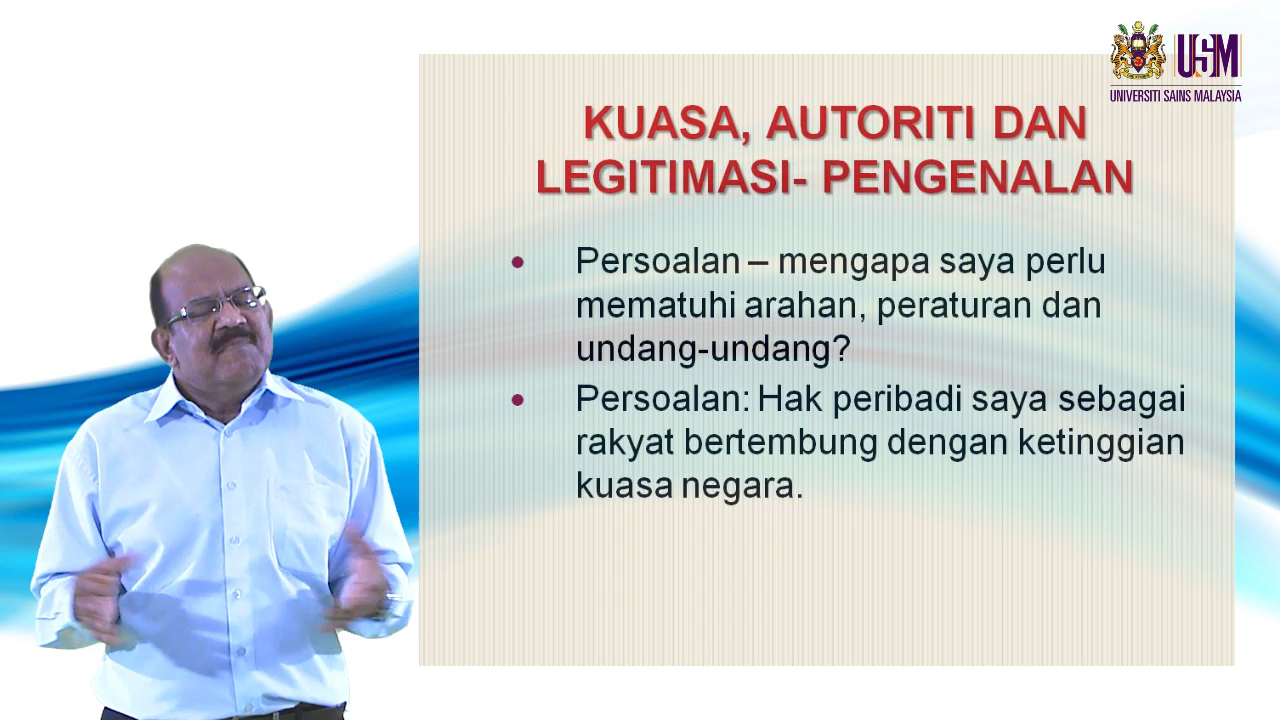 USM
UNIVERSITI SAINS MALAYSIA
KUASA, AUTORITI DAN
LEGITIMASI- PENGENALAN
• Persoalan – mengapa saya perlu
mematuhi arahan, peraturan dan
undang-undang?
• Persoalan: Hak peribadi saya sebagai
rakyat bertembung dengan ketinggian
kuasa negara.